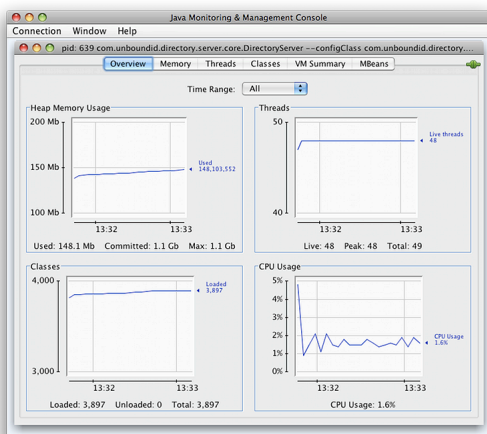 Java Monitoring & Management Console
Connection Window Help
pid: 639 com.unboundid.directory.server.core.DirectoryServer --configClass com.unboundid.directory....
Overview Memory Threads Classes VM Summary MBeans
Time Range: All
Heap Memory Usage
200 Mb
150 Mb
100 Mb
Used
148,103,552
13:32 13:33
Used: 148.1 Mb Committed: 1.1 Gb Max: 1.1 Gb
Threads
50
40
Live threads
48
13:32 13:33
Live: 48 Peak: 48 Total: 49
Classes
4,000
3,000
Loaded
3,897
13:32 13:33
Loaded: 3,897 Unloaded: 0 Total: 3,897
CPU Usage
5%
4%
3%
2%
1%
0%
CPU Usage
1.6%
13:32 13:33
CPU Usage: 1.6%